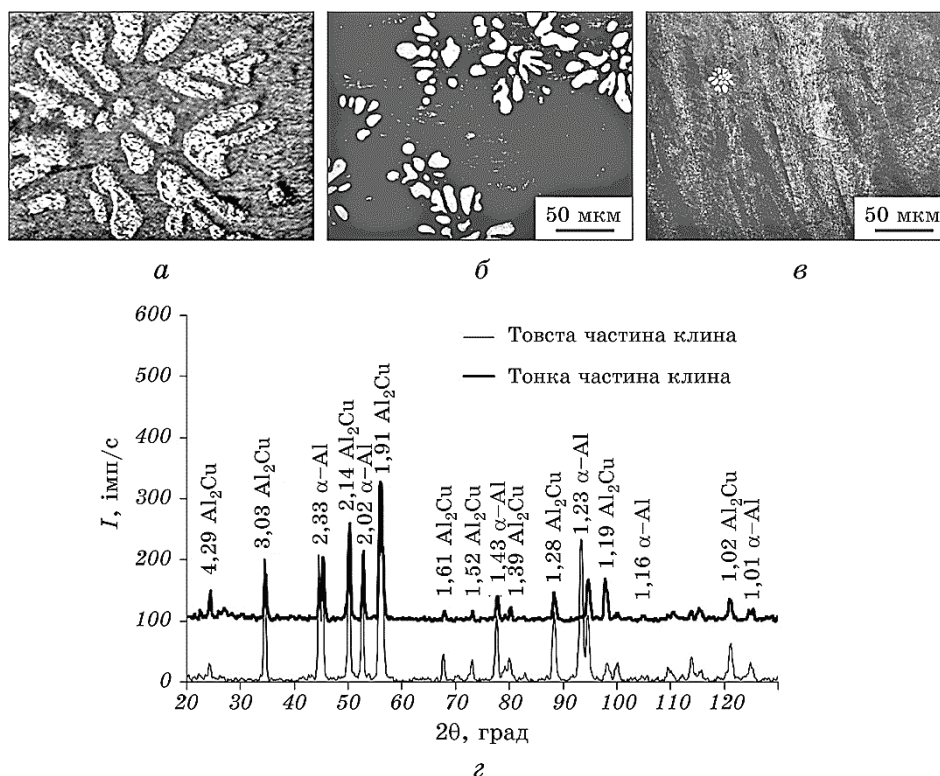 50 мкм
50 мкм
а
б
в
600
500
400
300
200
100
0
I, імп/с
Товста частина клина
Тонка частина клина
4,29 Al₂Cu
3,03 Al₂Cu
2,33 α–Al
2,14 Al₂Cu
2,02 α–Al
1,91 Al₂Cu
1,61 Al₂Cu
1,52 Al₂Cu
1,43 α–Al
1,39 Al₂Cu
1,28 Al₂Cu
1,23 α–Al
1,19 Al₂Cu
1,16 α–Al
1,02 Al₂Cu
1,01 α–Al
20 30 40 50 60 70 80 90 100 110 120
2θ, град
г